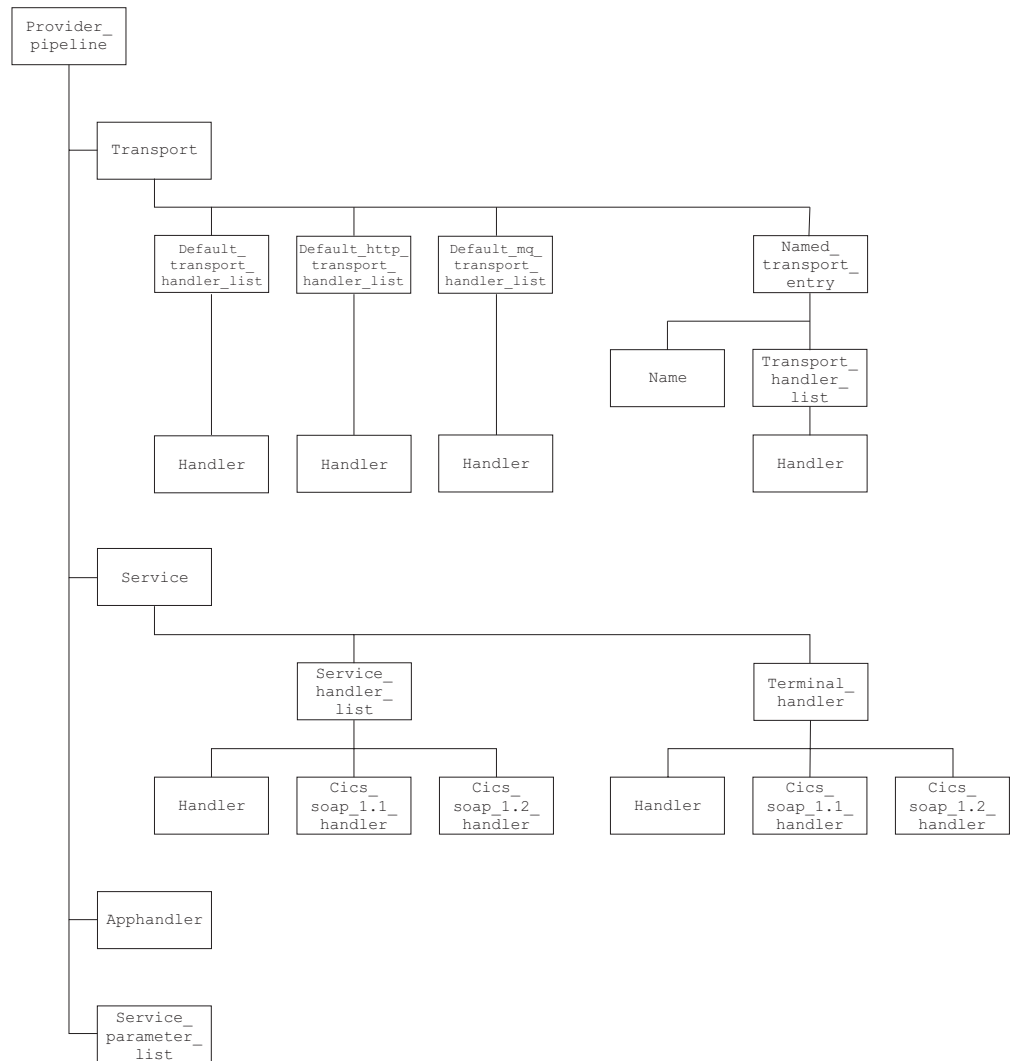 Provider_
pipeline
Transport
Default_
transport_
handler_list
Default_http_
transport_
handler_list
Default_mq_
transport_
handler_list
Named_
transport_
entry
Name
Transport_
handler_
list
Handler
Handler
Handler
Handler
Service
Service_
handler_
list
Terminal_
handler
Handler
Cics_
soap_1.1_
handler
Cics_
soap_1.2_
handler
Handler
Cics_
soap_1.1_
handler
Cics_
soap_1.2_
handler
Apphandler
Service_
parameter_
list